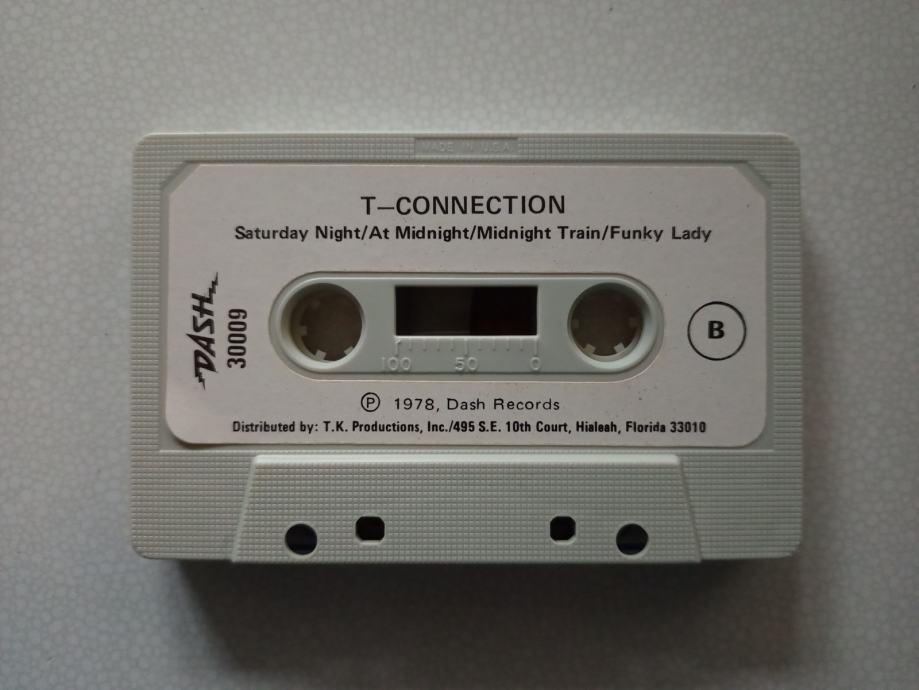 MADE IN U.S.A.
T—CONNECTION
Saturday Night/At Midnight/Midnight Train/Funky Lady
DASH
30009
B
100 50 0
Ⓟ 1978, Dash Records
Distributed by: T.K. Productions, Inc./495 S.E. 10th Court, Hialeah, Florida 33010